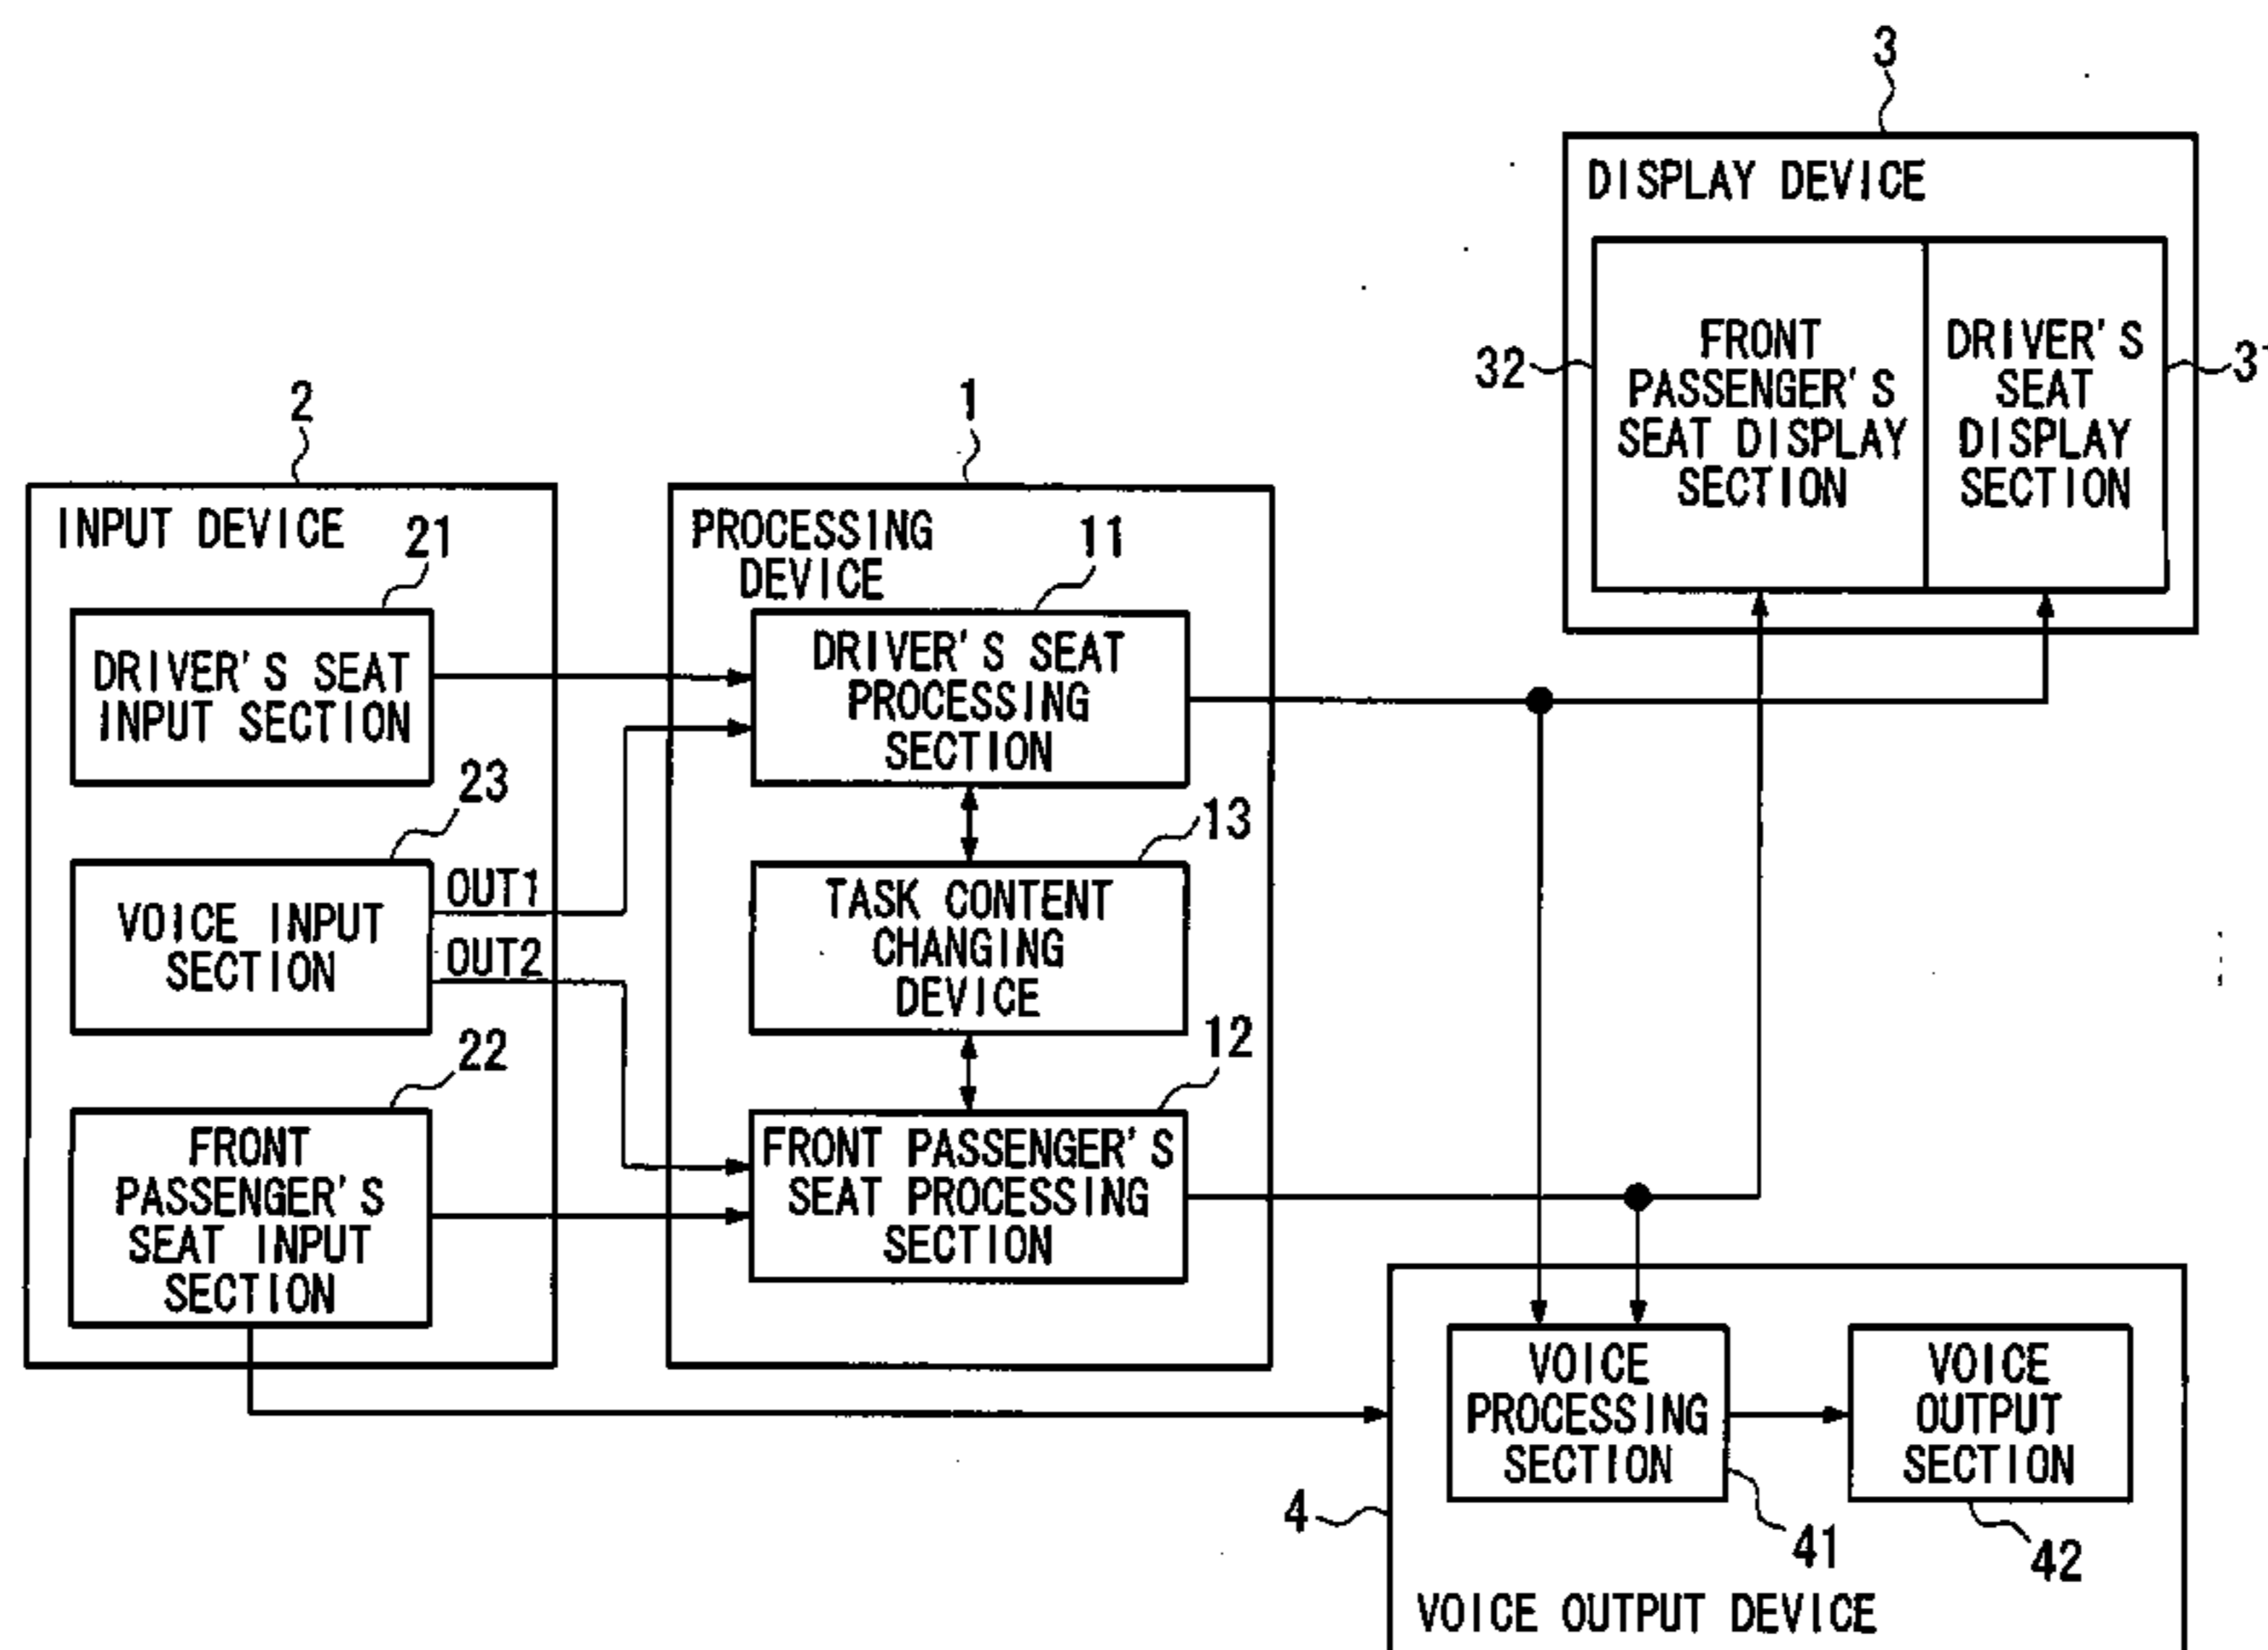 3
DISPLAY DEVICE
FRONT
PASSENGER'S
SEAT DISPLAY
SECTION
DRIVER'S
SEAT
DISPLAY
SECTION
32
2
INPUT DEVICE
21
DRIVER'S SEAT
INPUT SECTION
23
VOICE INPUT
SECTION
OUT1
OUT2
22
FRONT
PASSENGER'S
SEAT INPUT
SECTION
1
PROCESSING
DEVICE
11
DRIVER'S SEAT
PROCESSING
SECTION
13
TASK CONTENT
CHANGING
DEVICE
12
FRONT PASSENGER'S
SEAT PROCESSING
SECTION
4
VOICE
PROCESSING
SECTION
41
VOICE
OUTPUT
SECTION
42
VOICE OUTPUT DEVICE